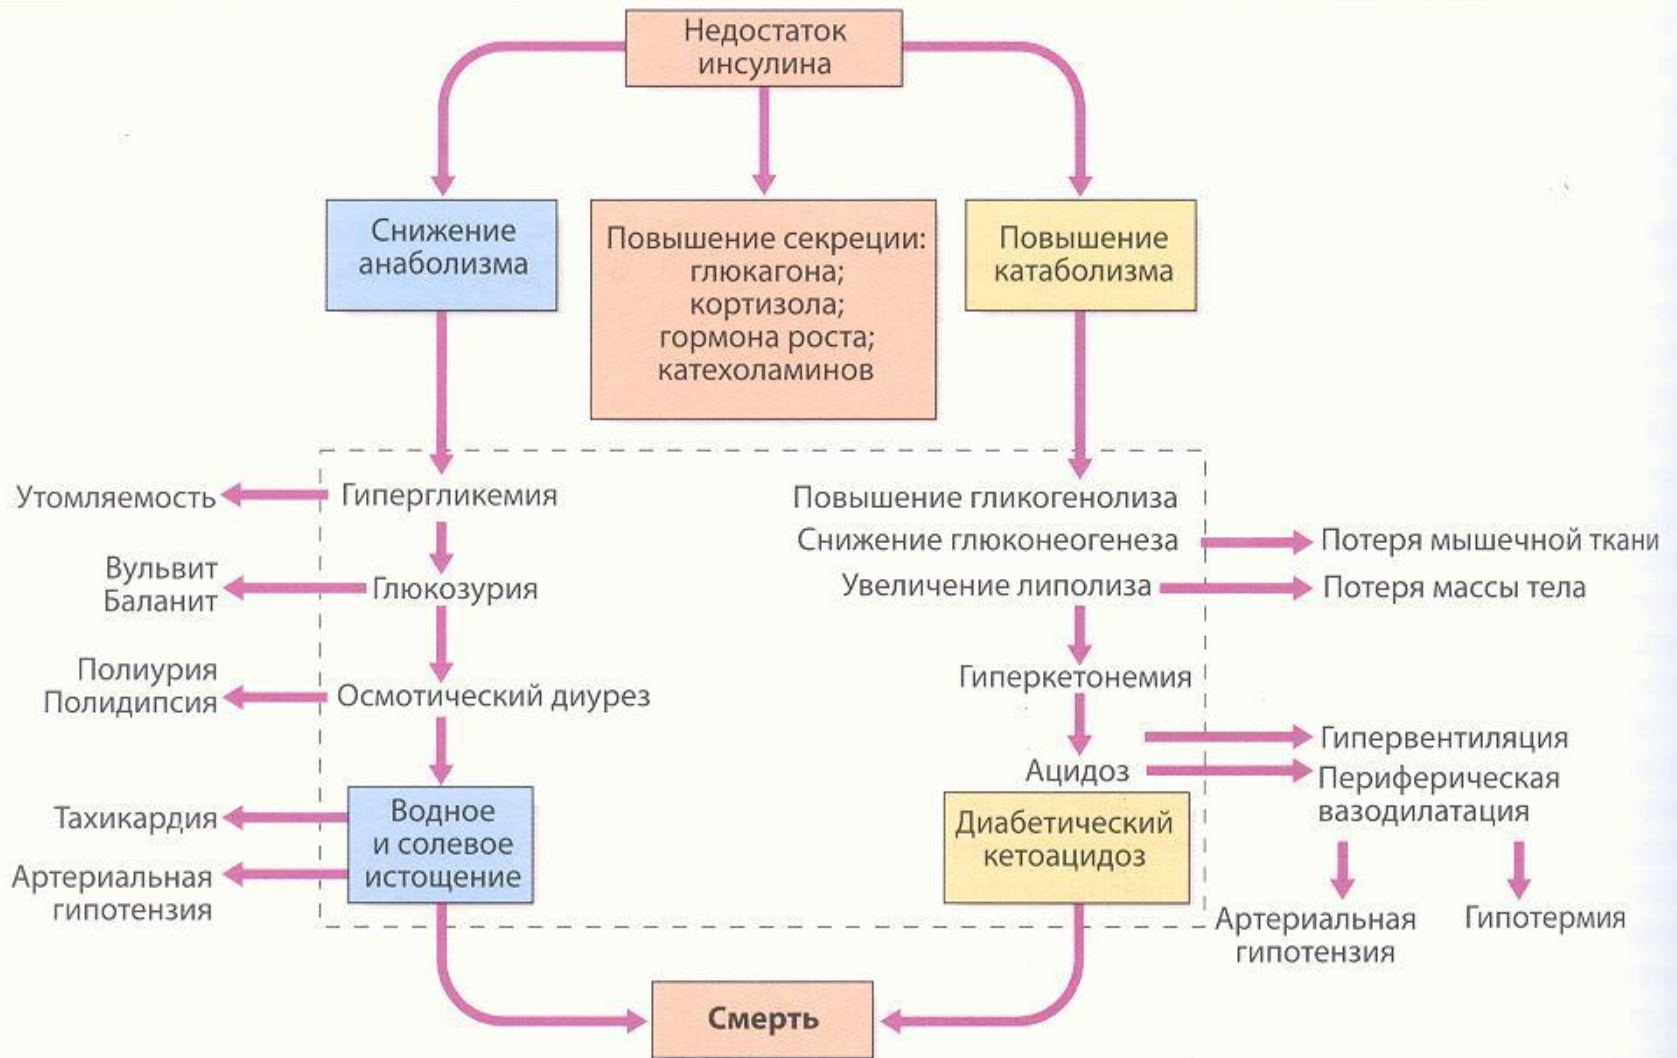 Недостаток
инсулина
Снижение
анаболизма
Повышение секреции:
глюкагона;
кортизола;
гормона роста;
катехоламинов
Повышение
катаболизма
Утомляемость
Гипергликемия
Вульвит
Баланит
Глюкозурия
Полиурия
Полидипсия
Осмотический диурез
Тахикардия
Артериальная
гипотензия
Водное
и солевое
истощение
Повышение гликогенолиза
Снижение глюконеогенеза
Потеря мышечной ткани
Увеличение липолиза
Потеря массы тела
Гиперкетонемия
Ацидоз
Гипервентиляция
Периферическая
вазодилатация
Диабетический
кетоацидоз
Артериальная
гипотензия
Гипотермия
Смерть